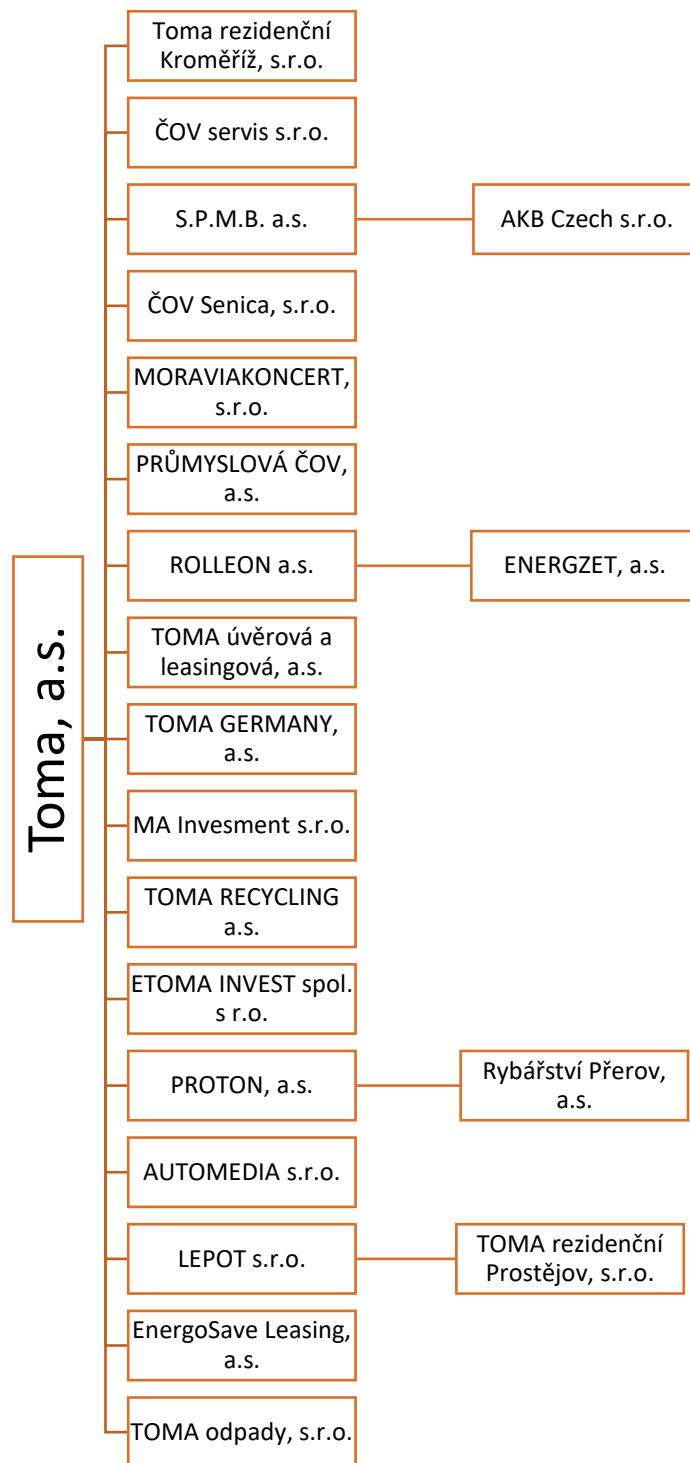 Toma, a.s.
Toma rezidenční
Kroměříž, s.r.o.
ČOV servis s.r.o.
S.P.M.B. a.s.
AKB Czech s.r.o.
ČOV Senica, s.r.o.
MORAVIAKONCERT,
s.r.o.
PRŮMYSLOVÁ ČOV,
a.s.
ROLLEON a.s.
ENERGZET, a.s.
TOMA úvěrová a
leasingová, a.s.
TOMA GERMANY,
a.s.
MA Invesment s.r.o.
TOMA RECYCLING
a.s.
ETOMA INVEST spol.
s r.o.
PROTON, a.s.
Rybářství Přerov,
a.s.
AUTOMEDIA s.r.o.
LEPOT s.r.o.
TOMA rezidenční
Prostějov, s.r.o.
EnergoSave Leasing,
a.s.
TOMA odpady, s.r.o.